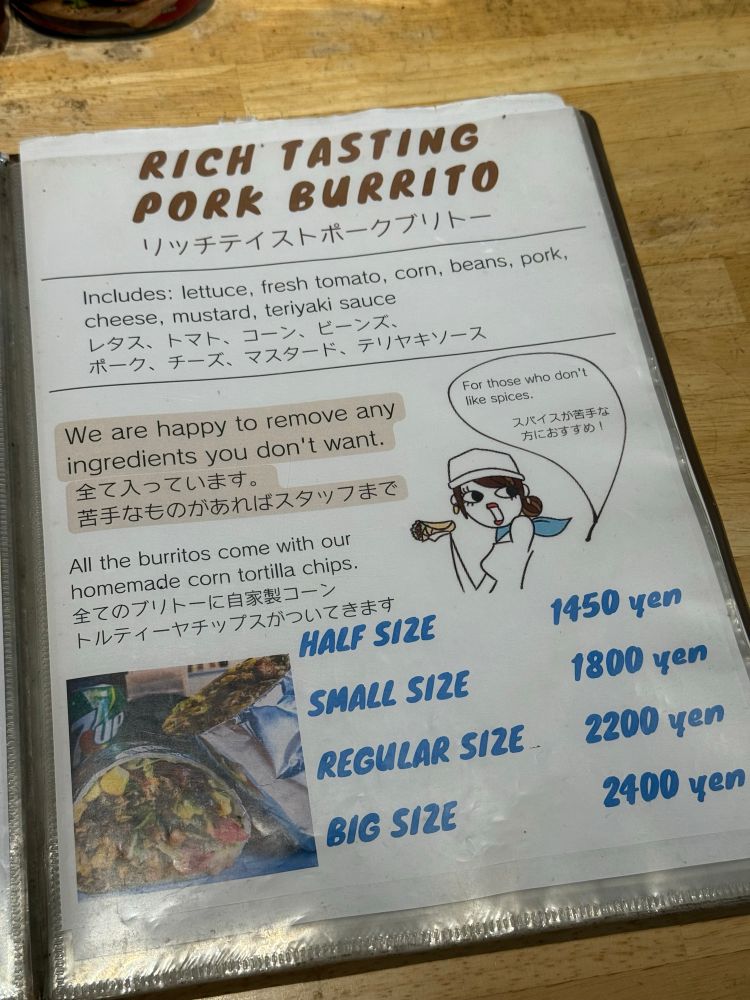 RICH TASTING
PORK BURRITO
リッチテイストポークブリトー
Includes: lettuce, fresh tomato, corn, beans, pork,
cheese, mustard, teriyaki sauce
レタス、トマト、コーン、ビーンズ、
ポーク、チーズ、マスタード、テリヤキソース
For those who don't
like spices.
スパイスが苦手な
方におすすめ！
We are happy to remove any
ingredients you don't want.
全て入っています。
苦手なものがあればスタッフまで
All the burritos come with our
homemade corn tortilla chips.
全てのブリトーに自家製コーン
トルティーヤチップスがついてきます
HALF SIZE 1450 yen
SMALL SIZE 1800 yen
REGULAR SIZE 2200 yen
BIG SIZE 2400 yen
7UP